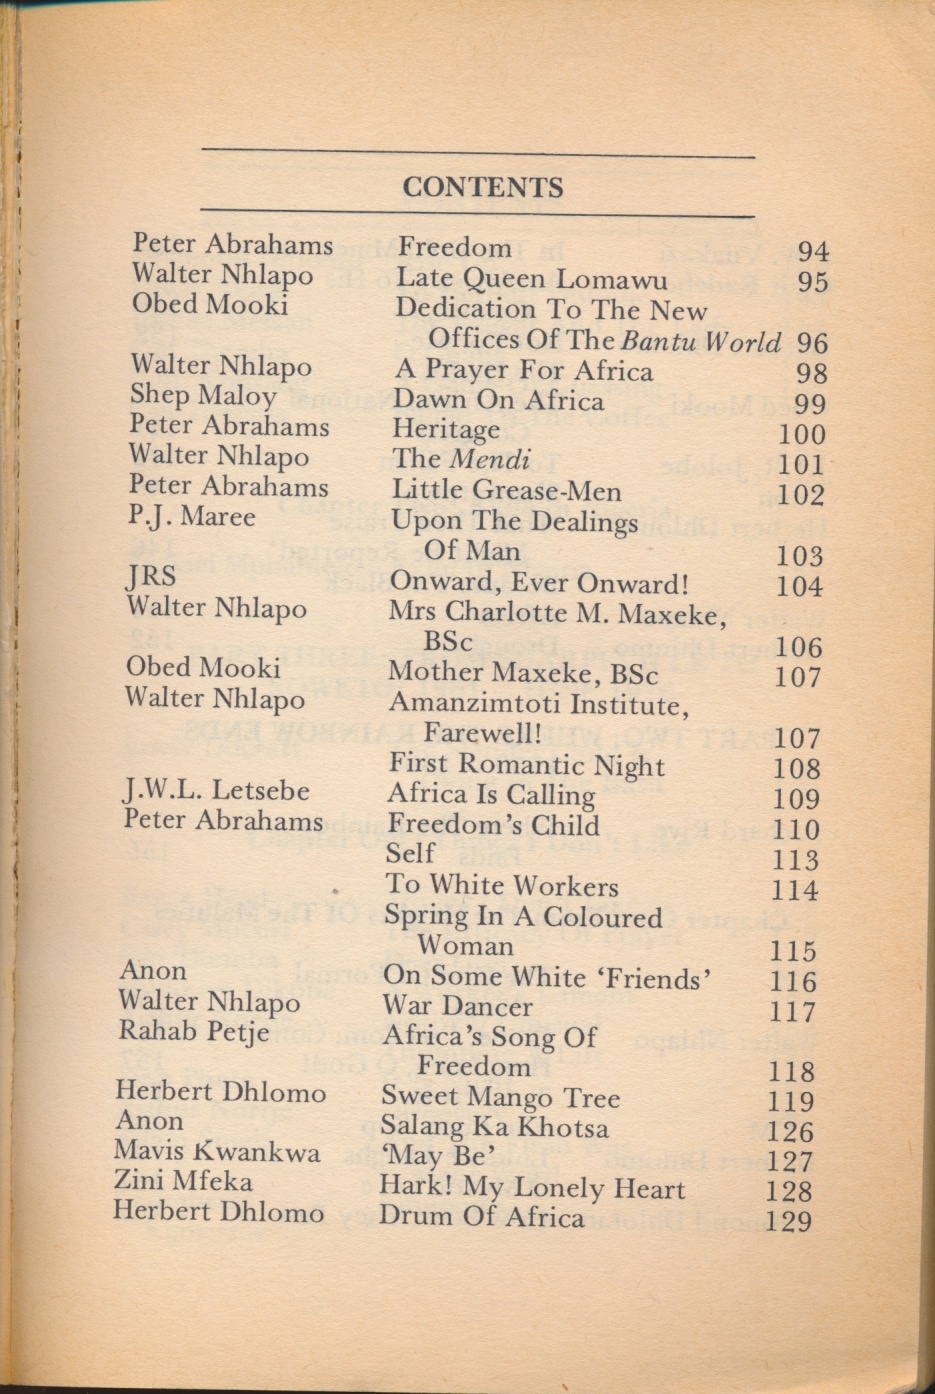 CONTENTS
Peter Abrahams Freedom 94
Walter Nhlapo Late Queen Lomawu 95
Obed Mooki Dedication To The New
Offices Of The Bantu World 96
Walter Nhlapo A Prayer For Africa 98
Shep Maloy Dawn On Africa 99
Peter Abrahams Heritage 100
Walter Nhlapo The Mendi 101
Peter Abrahams Little Grease-Men 102
P.J. Maree Upon The Dealings
Of Man 103
JRS Onward, Ever Onward! 104
Walter Nhlapo Mrs Charlotte M. Maxeke,
BSc 106
Obed Mooki Mother Maxeke, BSc 107
Walter Nhlapo Amanzimtoti Institute,
Farewell! 107
First Romantic Night 108
J.W.L. Letsebe Africa Is Calling 109
Peter Abrahams Freedom's Child 110
Self 113
To White Workers 114
Spring In A Coloured
Woman 115
Anon On Some White ‘Friends’ 116
Walter Nhlapo War Dancer 117
Rahab Petje Africa's Song Of
Freedom 118
Herbert Dhlomo Sweet Mango Tree 119
Anon Salang Ka Khotsa 126
Mavis Kwankwa ‘May Be’ 127
Zini Mfeka Hark! My Lonely Heart 128
Herbert Dhlomo Drum Of Africa 129